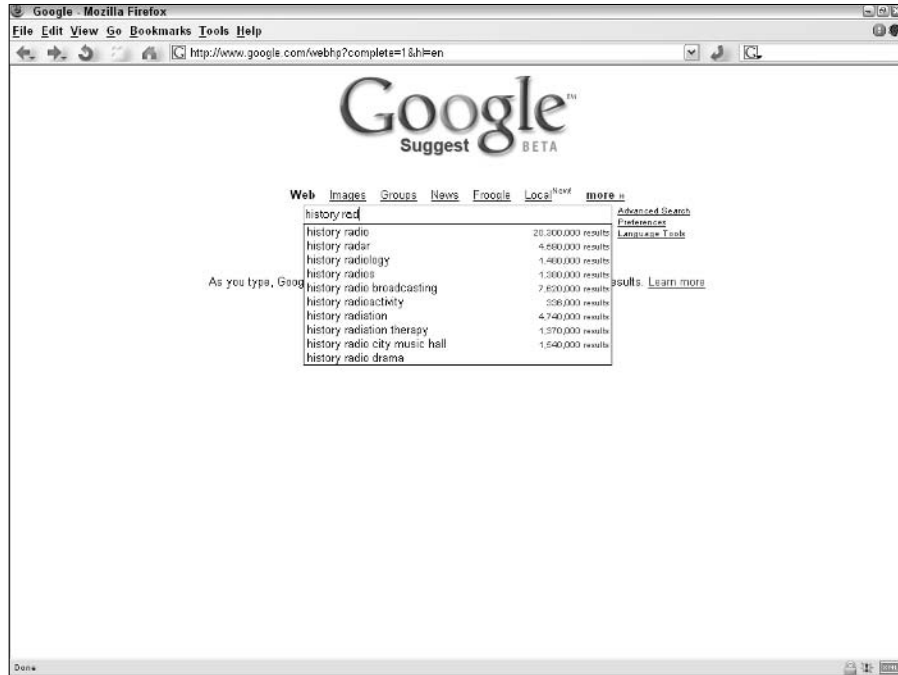 Google - Mozilla Firefox
File Edit View Go Bookmarks Tools Help
http://www.google.com/webhp?complete=1&hl=en
Google™
Suggest BETA
Web Images Groups News Froogle Local New! more »
history rad
Advanced Search
Preferences
Language Tools
history radio 20,300,000 results
history radar 4,680,000 results
history radiology 1,460,000 results
history radios 1,300,000 results
history radio broadcasting 7,620,000 results
history radioactivity 336,000 results
history radiation 4,740,000 results
history radiation therapy 1,370,000 results
history radio city music hall 1,540,000 results
history radio drama
As you type, Goog esults. Learn more
Done